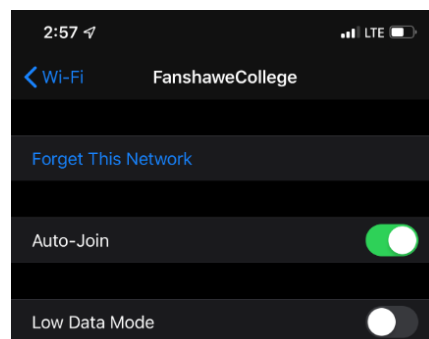 2:57 LTE
Wi-Fi FanshaweCollege
Forget This Network
Auto-Join
Low Data Mode